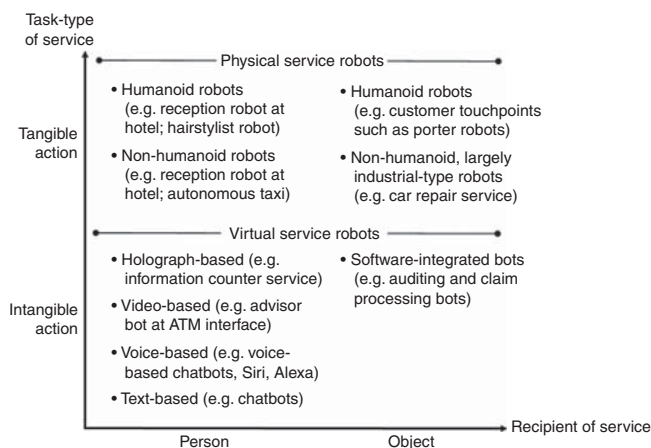 Task-type
of service
Physical service robots
Tangible
action
• Humanoid robots
(e.g. reception robot at
hotel; hairstylist robot)
• Non-humanoid robots
(e.g. reception robot at
hotel; autonomous taxi)
• Humanoid robots
(e.g. customer touchpoints
such as porter robots)
• Non-humanoid, largely
industrial-type robots
(e.g. car repair service)
Virtual service robots
Intangible
action
• Holograph-based (e.g.
information counter service)
• Video-based (e.g. advisor
bot at ATM interface)
• Voice-based (e.g. voice-
based chatbots, Siri, Alexa)
• Text-based (e.g. chatbots)
• Software-integrated bots
(e.g. auditing and claim
processing bots)
Recipient of service
Person
Object